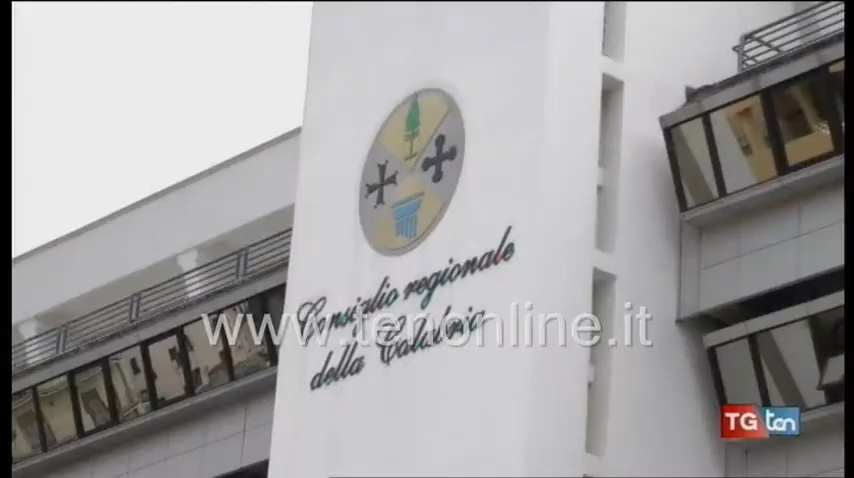 Consiglio regionale
della Calabria
www.tenonline.it
TG ten